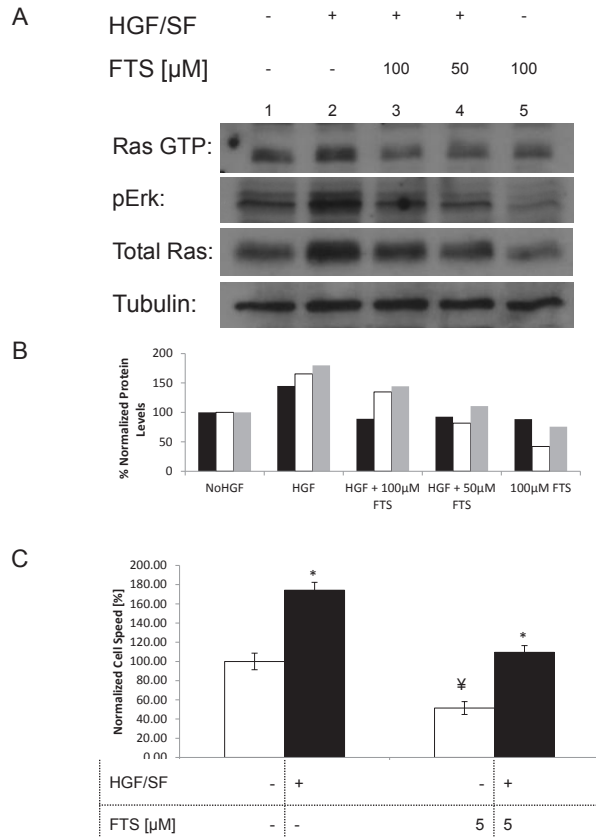 A
HGF/SF - + + + -
FTS [µM] - - 100 50 100
1 2 3 4 5
Ras GTP:
pErk:
Total Ras:
Tubulin:
B
% Normalized Protein Levels
200
150
100
50
0
NoHGF HGF HGF + 100µM FTS HGF + 50µM FTS 100µM FTS
C
Normalized Cell Speed [%]
200.00
180.00
160.00
140.00
120.00
100.00
80.00
60.00
40.00
20.00
0.00
* ¥ *
HGF/SF - + - +
FTS [µM] - - 5 5